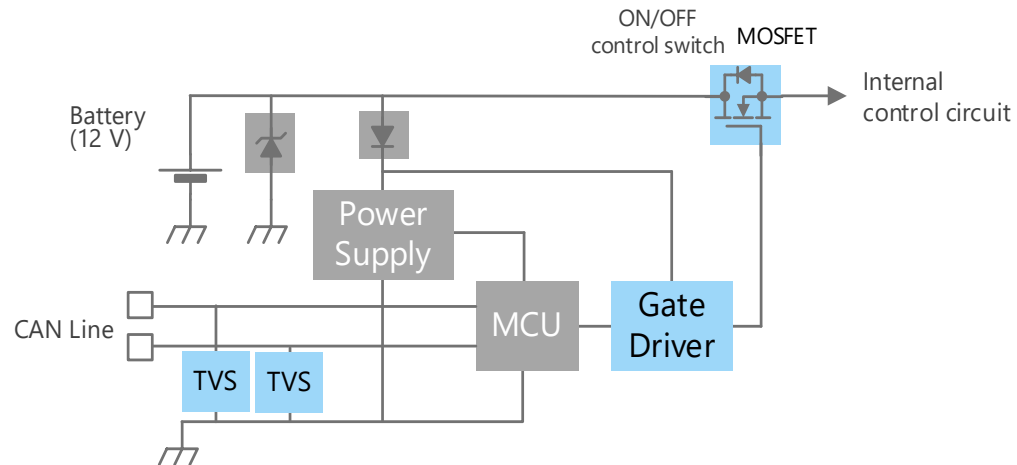 ON/OFF
control switch
MOSFET
Internal
control circuit
Battery
(12 V)
Power
Supply
CAN Line
MCU
Gate
Driver
TVS
TVS